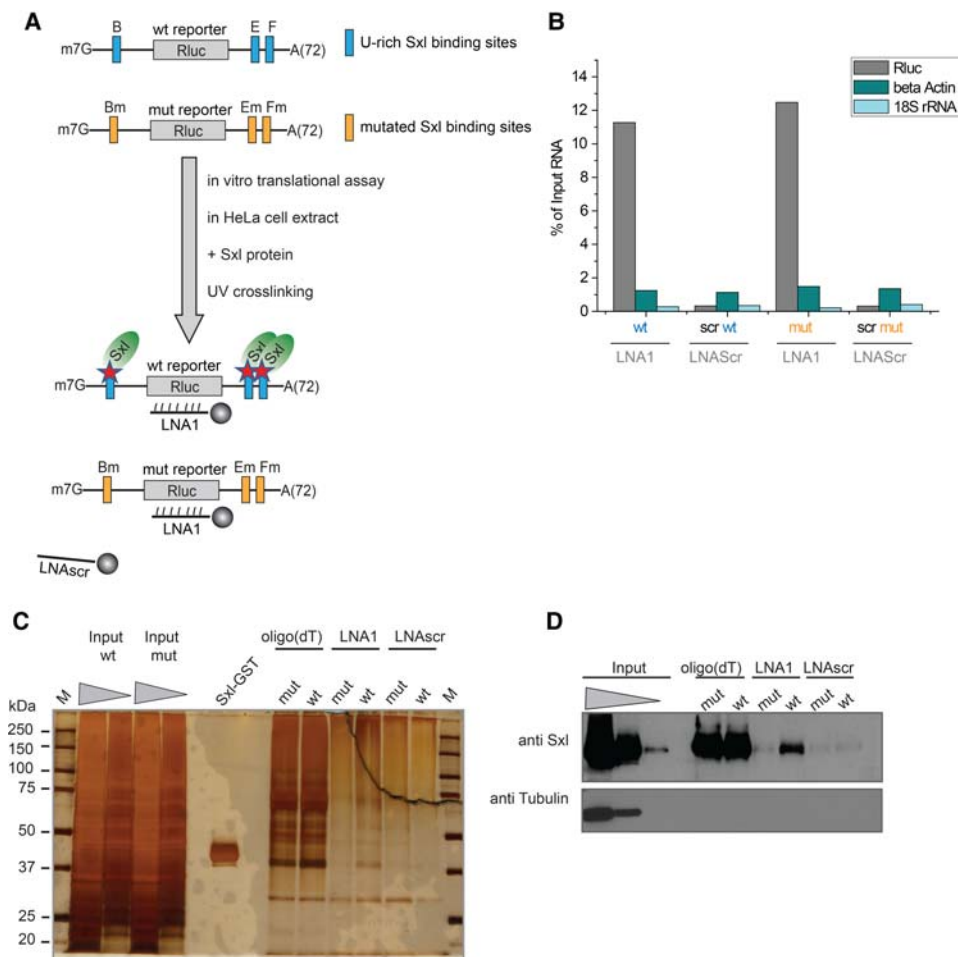 A
B E F
wt reporter
m7G Rluc A(72)
U-rich Sxl binding sites
Bm Em Fm
mut reporter
m7G Rluc A(72)
mutated Sxl binding sites
in vitro translational assay
in HeLa cell extract
+ Sxl protein
UV crosslinking
Sxl Sxl Sxl
wt reporter
m7G Rluc A(72)
LNA1
Bm Em Fm
mut reporter
m7G Rluc A(72)
LNA1
LNAscr
B
Rluc
beta Actin
18S rRNA
% of Input RNA
14
12
10
8
6
4
2
0
wt scr wt mut scr mut
LNA1 LNAScr LNA1 LNAScr
C
Input wt Input mut Sxl-GST oligo(dT) LNA1 LNAscr
M mut wt mut wt mut wt M
kDa
250
150
100
75
50
37
25
20
D
Input oligo(dT) LNA1 LNAscr
mut wt mut wt mut wt
anti Sxl
anti Tubulin